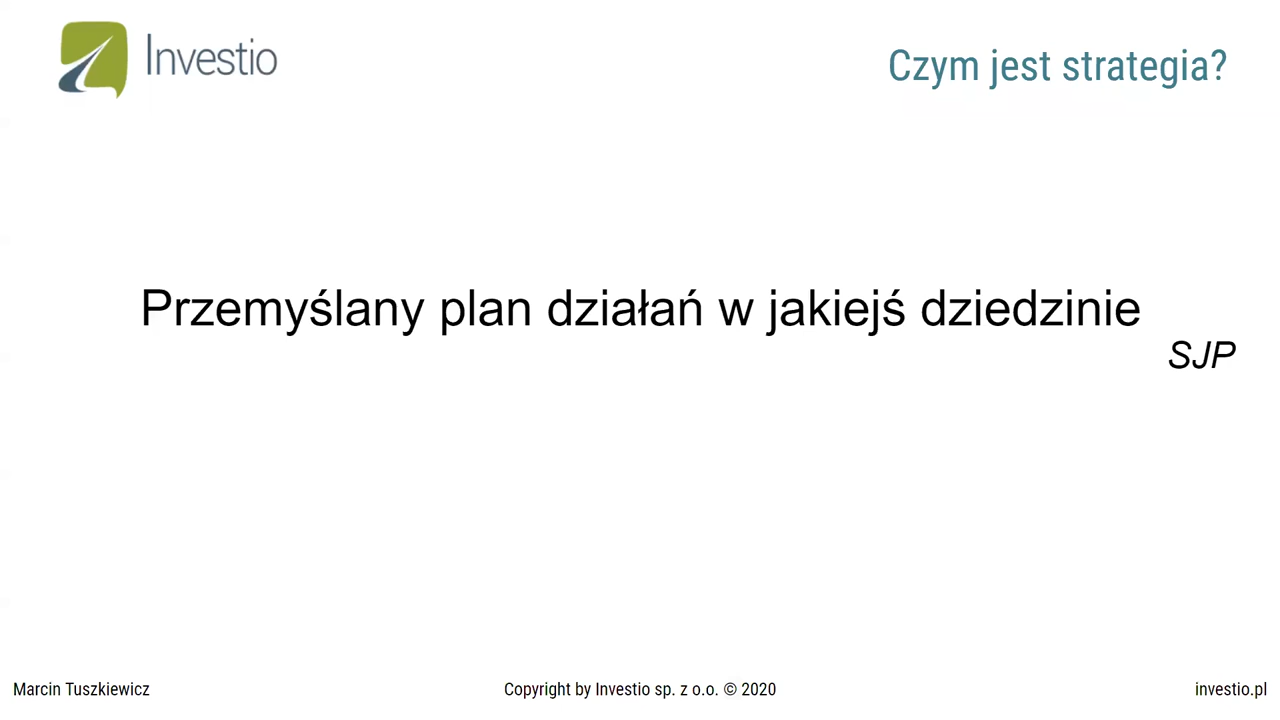 Investio
Czym jest strategia?
Przemyślany plan działań w jakiejś dziedzinie
SJP
Marcin Tuszkiewicz
Copyright by Investio sp. z o.o. © 2020
investio.pl